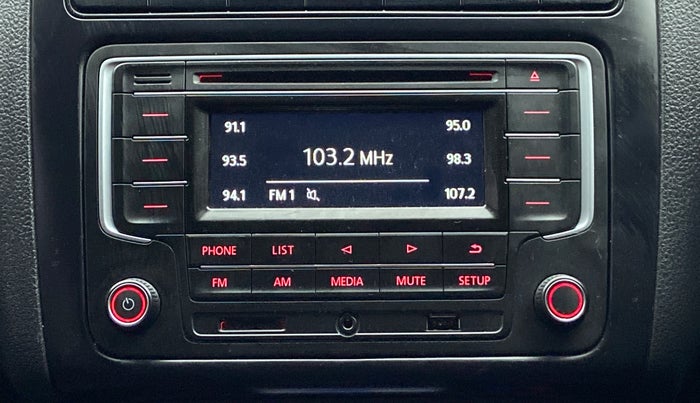 91.1 95.0
93.5 103.2 MHz 98.3
94.1 FM 1 107.2
PHONE LIST
FM AM MEDIA MUTE SETUP